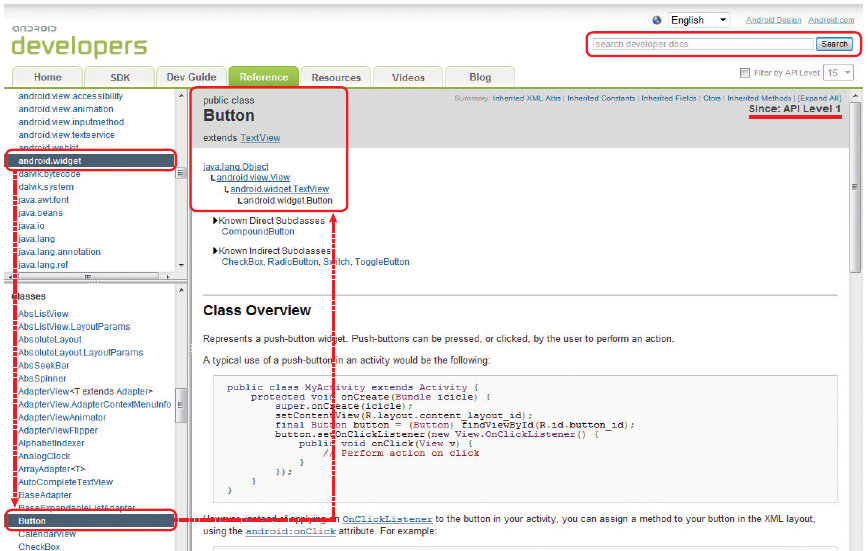 English
Android Design
Android.com
android
developers
search developer docs
Search
Home
SDK
Dev Guide
Reference
Resources
Videos
Blog
Filter by API Level
15
android.view.accessibility
android.view.animation
android.view.inputmethod
android.view.textservice
android.webkit
android.widget
dalvik.bytecode
dalvik.system
java.awt.font
java.beans
java.io
java.lang
java.lang.annotation
java.lang.ref
Classes
AbsListView
AbsListView.LayoutParams
AbsoluteLayout
AbsoluteLayout.LayoutParams
AbsSeekBar
AbsSpinner
AdapterView<T extends Adapter>
AdapterView.AdapterContextMenuInfo
AdapterViewAnimator
AdapterViewFlipper
AlphabetIndexer
AnalogClock
ArrayAdapter<T>
AutoCompleteTextView
BaseAdapter
BaseExpandableListAdapter
Button
CalendarView
CheckBox
public class
Button
extends TextView
Summary: Inherited XML Attrs | Inherited Constants | Inherited Fields | Ctors | Inherited Methods | [Expand All]
Since: API Level 1
java.lang.Object
android.view.View
android.widget.TextView
android.widget.Button
Known Direct Subclasses
CompoundButton
Known Indirect Subclasses
CheckBox, RadioButton, Switch, ToggleButton
Class Overview
Represents a push-button widget. Push-buttons can be pressed, or clicked, by the user to perform an action.
A typical use of a push-button in an activity would be the following:
public class MyActivity extends Activity {
protected void onCreate(Bundle icicle) {
super.onCreate(icicle);
setContentView(R.layout.content_layout_id);
final Button button = (Button) findViewById(R.id.button_id);
button.setOnClickListener(new View.OnClickListener() {
public void onClick(View v) {
// Perform action on click
}
});
}
}
However, instead of applying an OnClickListener to the button in your activity, you can assign a method to your button in the XML layout,
using the android:onClick attribute. For example: